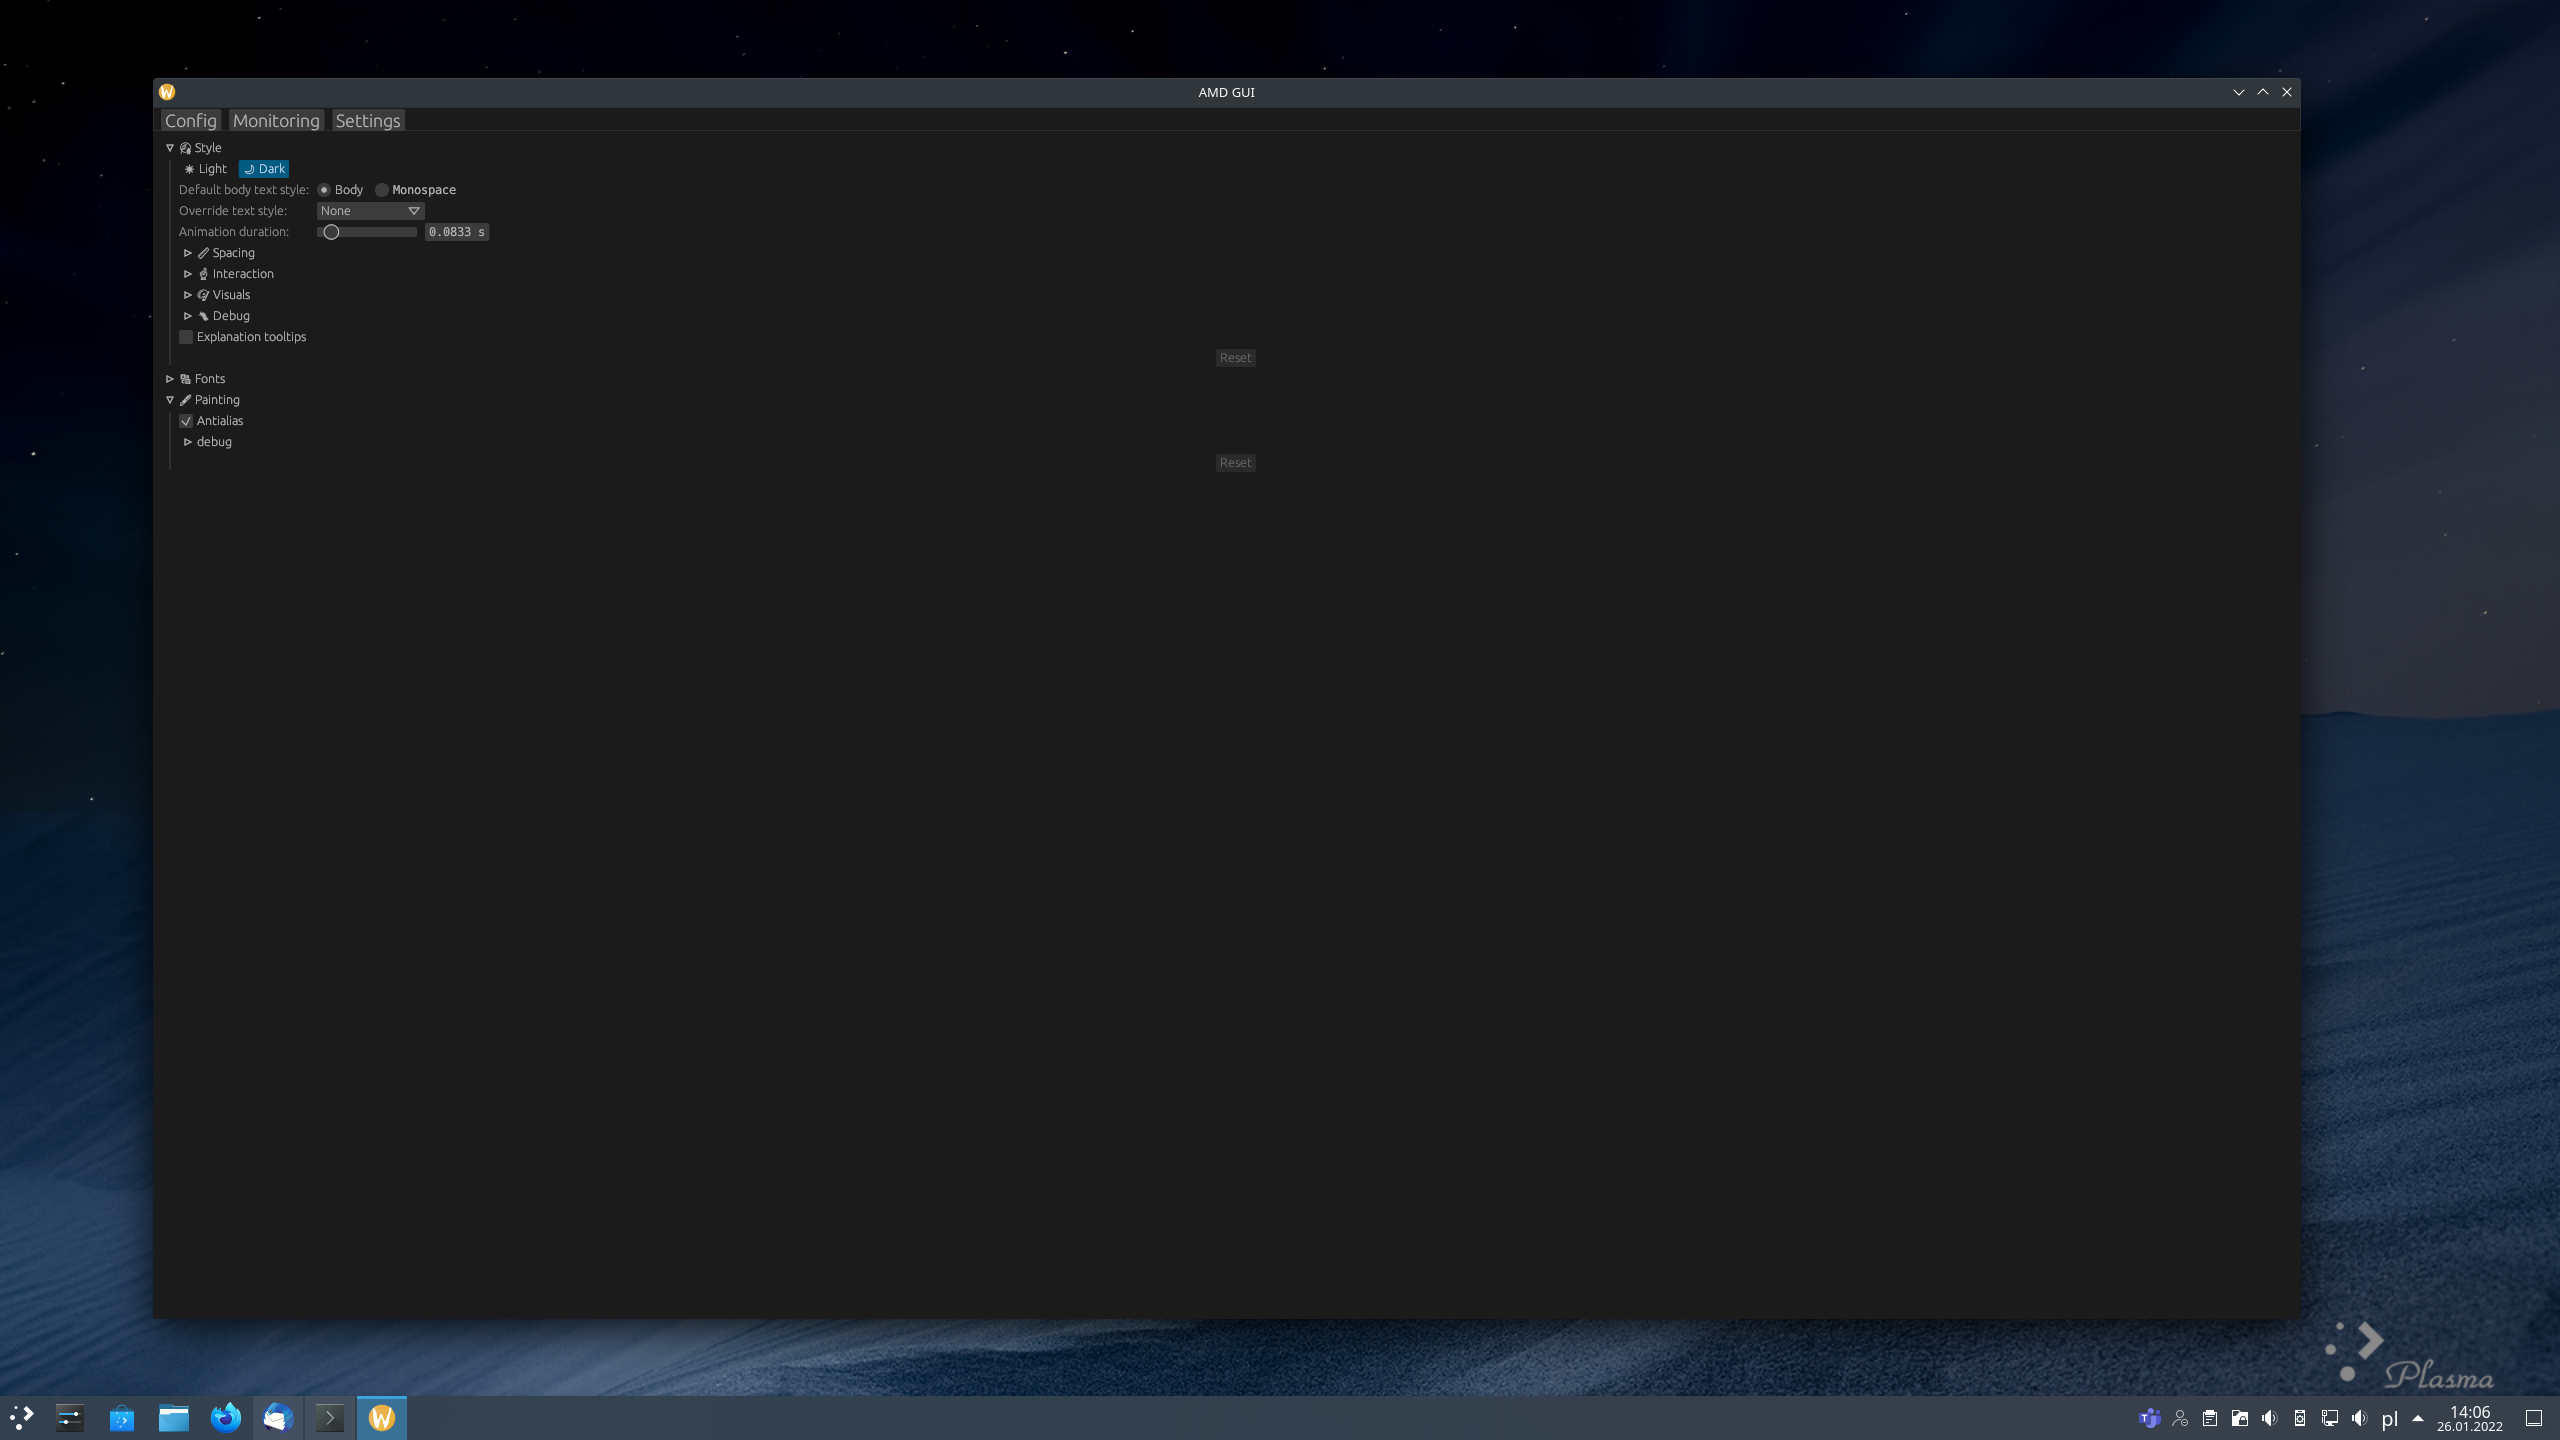 AMD GUI
Config Monitoring Settings
Style
Light Dark
Default body text style: Body Monospace
Override text style: None
Animation duration: 0.0833 s
Spacing
Interaction
Visuals
Debug
Explanation tooltips
Reset
Fonts
Painting
Antialias
debug
Reset
Plasma
pl 14:06
26.01.2022